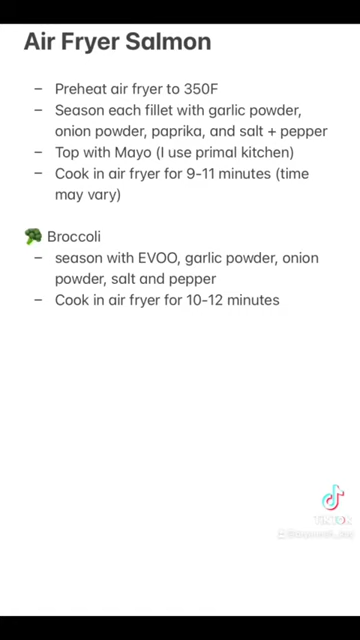 Air Fryer Salmon
– Preheat air fryer to 350F
– Season each fillet with garlic powder,
onion powder, paprika, and salt + pepper
– Top with Mayo (I use primal kitchen)
– Cook in air fryer for 9-11 minutes (time
may vary)
🥦 Broccoli
– season with EVOO, garlic powder, onion
powder, salt and pepper
– Cook in air fryer for 10-12 minutes
TikTok